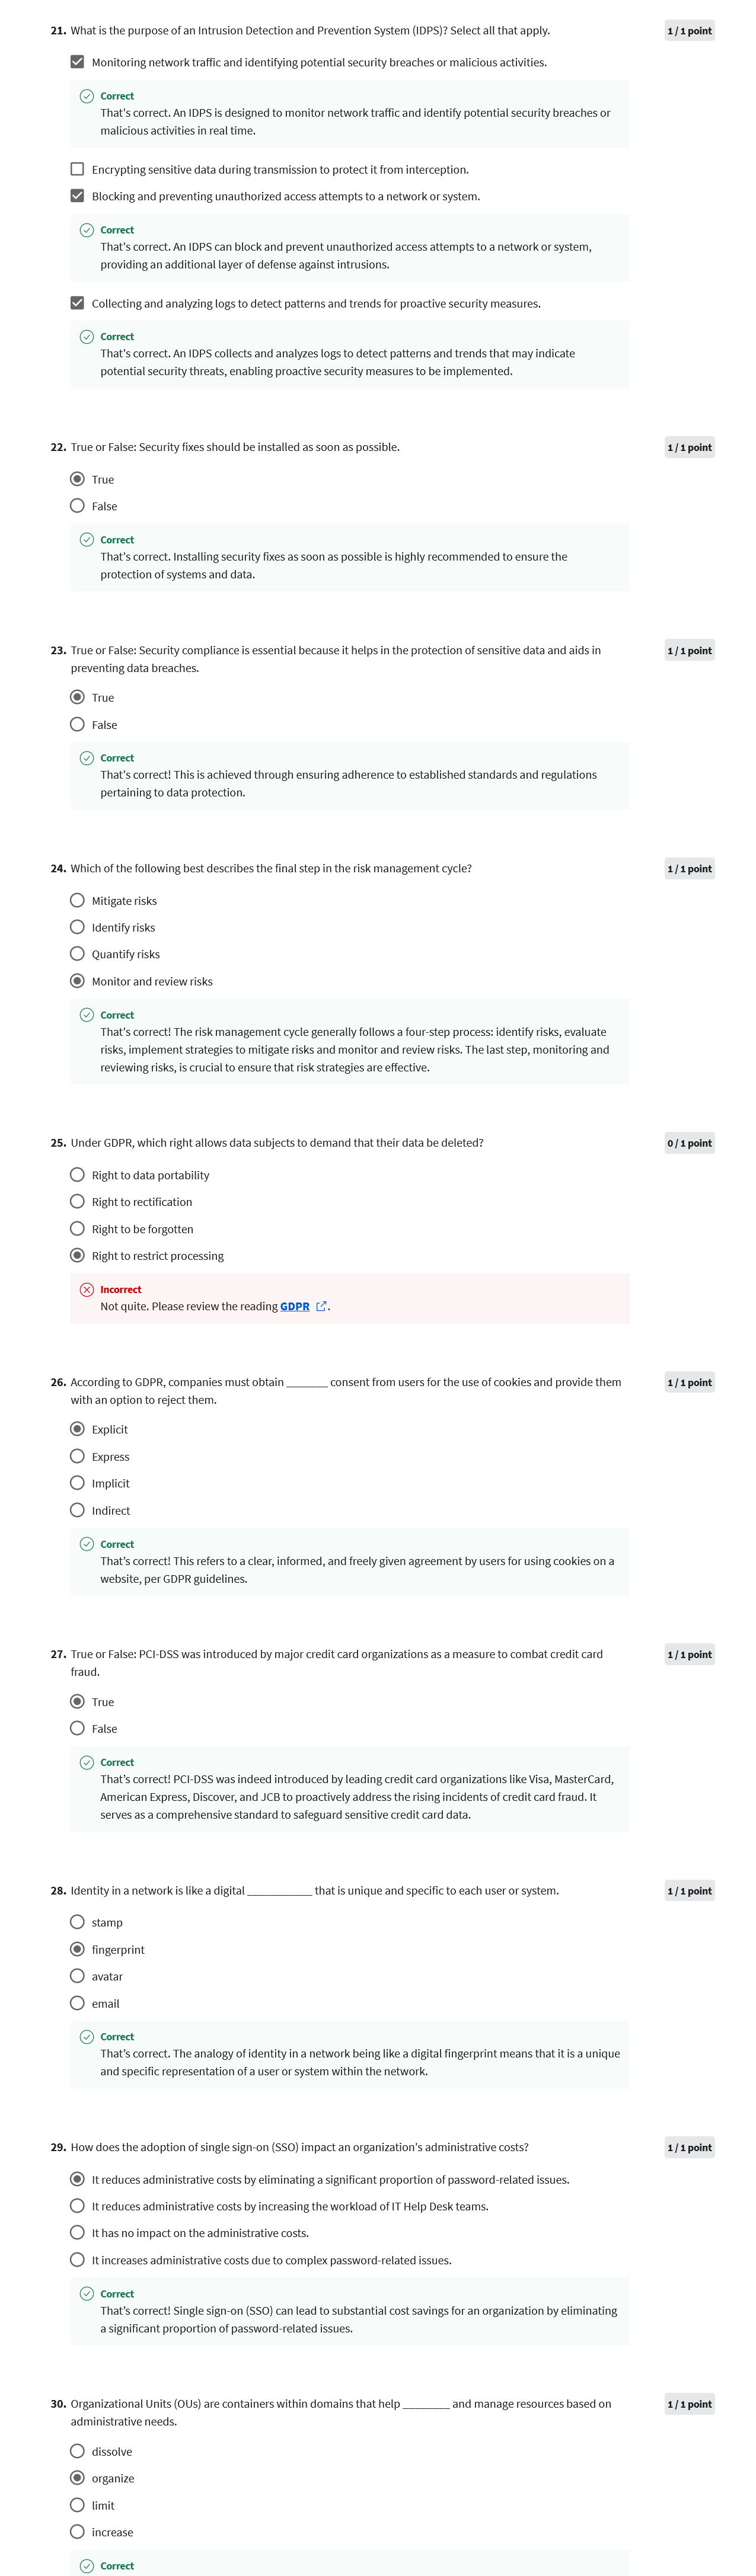 21. What is the purpose of an Intrusion Detection and Prevention System (IDPS)? Select all that apply.
1 / 1 point
Monitoring network traffic and identifying potential security breaches or malicious activities.
Correct
That's correct. An IDPS is designed to monitor network traffic and identify potential security breaches or
malicious activities in real time.
Encrypting sensitive data during transmission to protect it from interception.
Blocking and preventing unauthorized access attempts to a network or system.
Correct
That's correct. An IDPS can block and prevent unauthorized access attempts to a network or system,
providing an additional layer of defense against intrusions.
Collecting and analyzing logs to detect patterns and trends for proactive security measures.
Correct
That's correct. An IDPS collects and analyzes logs to detect patterns and trends that may indicate
potential security threats, enabling proactive security measures to be implemented.
22. True or False: Security fixes should be installed as soon as possible.
1 / 1 point
True
False
Correct
That's correct. Installing security fixes as soon as possible is highly recommended to ensure the
protection of systems and data.
23. True or False: Security compliance is essential because it helps in the protection of sensitive data and aids in
preventing data breaches.
1 / 1 point
True
False
Correct
That's correct! This is achieved through ensuring adherence to established standards and regulations
pertaining to data protection.
24. Which of the following best describes the final step in the risk management cycle?
1 / 1 point
Mitigate risks
Identify risks
Quantify risks
Monitor and review risks
Correct
That's correct! The risk management cycle generally follows a four-step process: identify risks, evaluate
risks, implement strategies to mitigate risks and monitor and review risks. The last step, monitoring and
reviewing risks, is crucial to ensure that risk strategies are effective.
25. Under GDPR, which right allows data subjects to demand that their data be deleted?
0 / 1 point
Right to data portability
Right to rectification
Right to be forgotten
Right to restrict processing
Incorrect
Not quite. Please review the reading GDPR.
26. According to GDPR, companies must obtain _______ consent from users for the use of cookies and provide them
with an option to reject them.
1 / 1 point
Explicit
Express
Implicit
Indirect
Correct
That’s correct! This refers to a clear, informed, and freely given agreement by users for using cookies on a
website, per GDPR guidelines.
27. True or False: PCI-DSS was introduced by major credit card organizations as a measure to combat credit card
fraud.
1 / 1 point
True
False
Correct
That’s correct! PCI-DSS was indeed introduced by leading credit card organizations like Visa, MasterCard,
American Express, Discover, and JCB to proactively address the rising incidents of credit card fraud. It
serves as a comprehensive standard to safeguard sensitive credit card data.
28. Identity in a network is like a digital ___________ that is unique and specific to each user or system.
1 / 1 point
stamp
fingerprint
avatar
email
Correct
That’s correct. The analogy of identity in a network being like a digital fingerprint means that it is a unique
and specific representation of a user or system within the network.
29. How does the adoption of single sign-on (SSO) impact an organization's administrative costs?
1 / 1 point
It reduces administrative costs by eliminating a significant proportion of password-related issues.
It reduces administrative costs by increasing the workload of IT Help Desk teams.
It has no impact on the administrative costs.
It increases administrative costs due to complex password-related issues.
Correct
That’s correct! Single sign-on (SSO) can lead to substantial cost savings for an organization by eliminating
a significant proportion of password-related issues.
30. Organizational Units (OUs) are containers within domains that help ________ and manage resources based on
administrative needs.
1 / 1 point
dissolve
organize
limit
increase
Correct